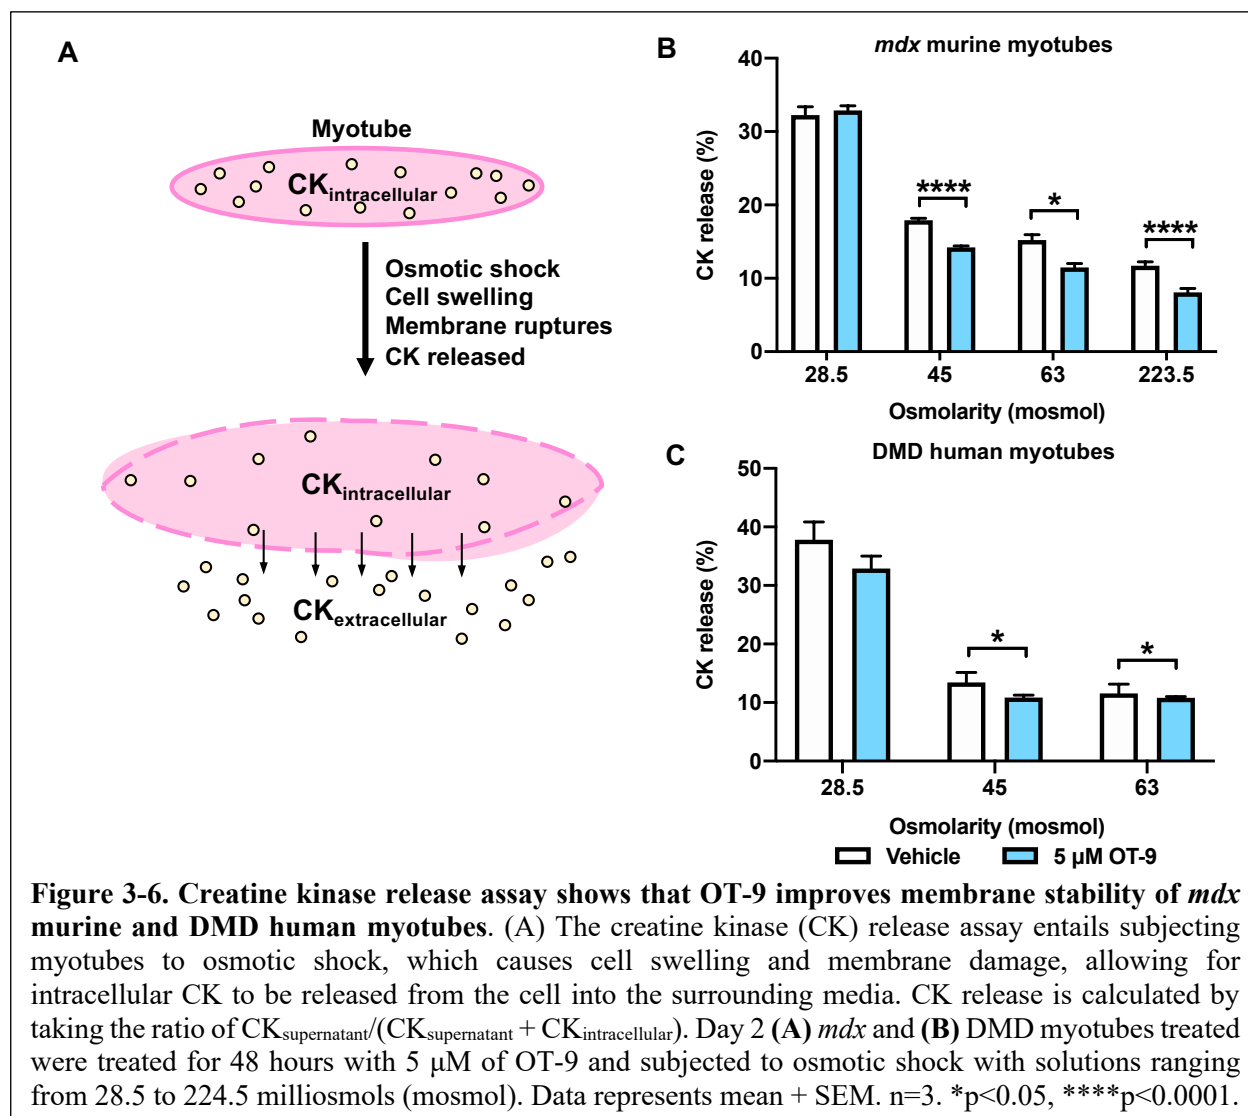 A
Myotube
CKintracellular
Osmotic shock
Cell swelling
Membrane ruptures
CK released
CKintracellular
CKextracellular
B
mdx murine myotubes
CK release (%)
40
30
20
10
0
****
*
****
28.5 45 63 223.5
Osmolarity (mosmol)
C
DMD human myotubes
CK release (%)
50
40
30
20
10
0
*
*
28.5 45 63
Osmolarity (mosmol)
Vehicle 5 µM OT-9
Figure 3-6. Creatine kinase release assay shows that OT-9 improves membrane stability of mdx
murine and DMD human myotubes. (A) The creatine kinase (CK) release assay entails subjecting
myotubes to osmotic shock, which causes cell swelling and membrane damage, allowing for
intracellular CK to be released from the cell into the surrounding media. CK release is calculated by
taking the ratio of CKsupernatant/(CKsupernatant + CKintracellular). Day 2 (A) mdx and (B) DMD myotubes treated
were treated for 48 hours with 5 µM of OT-9 and subjected to osmotic shock with solutions ranging
from 28.5 to 224.5 milliosmols (mosmol). Data represents mean + SEM. n=3. *p<0.05, ****p<0.0001.